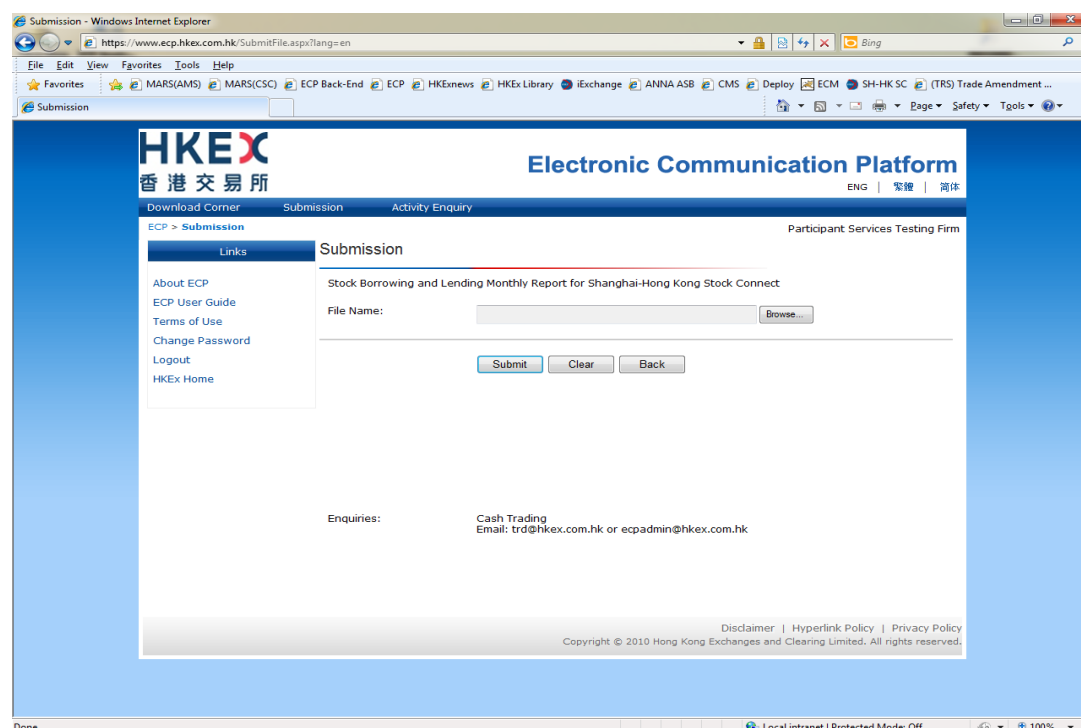 Submission - Windows Internet Explorer
https://www.ecp.hkex.com.hk/SubmitFile.aspx?lang=en
Bing
File Edit View Favorites Tools Help
Favorites MARS(AMS) MARS(CSC) ECP Back-End ECP HKExnews HKEx Library iExchange ANNA ASB CMS Deploy ECM SH-HK SC (TRS) Trade Amendment ...
Submission
Page Safety Tools
HKEX
香港交易所
Electronic Communication Platform
ENG | 繁體 | 简体
Download Corner Submission Activity Enquiry
ECP > Submission
Participant Services Testing Firm
Links
Submission
About ECP
ECP User Guide
Terms of Use
Change Password
Logout
HKEx Home
Stock Borrowing and Lending Monthly Report for Shanghai-Hong Kong Stock Connect
File Name:
Browse...
Submit Clear Back
Enquiries:
Cash Trading
Email: trd@hkex.com.hk or ecpadmin@hkex.com.hk
Disclaimer | Hyperlink Policy | Privacy Policy
Copyright © 2010 Hong Kong Exchanges and Clearing Limited. All rights reserved.
Done
Local intranet | Protected Mode: Off
100%